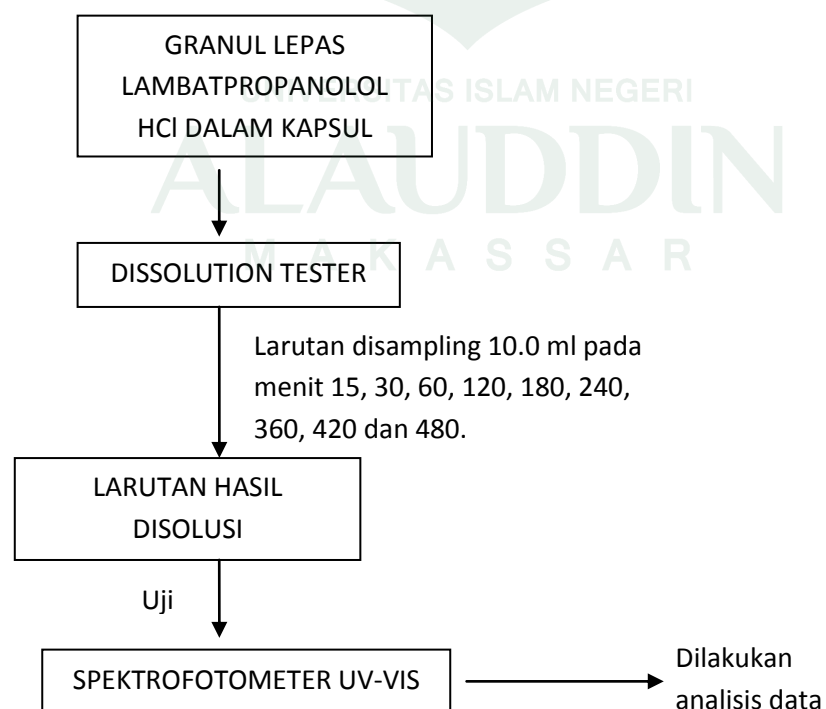 GRANUL LEPAS
LAMBATPROPANOLOL
HCl DALAM KAPSUL
UNIVERSITAS ISLAM NEGERI
ALAUDDIN
MAKASSAR
DISSOLUTION TESTER
Larutan disampling 10.0 ml pada
menit 15, 30, 60, 120, 180, 240,
360, 420 dan 480.
LARUTAN HASIL
DISOLUSI
Uji
SPEKTROFOTOMETER UV-VIS
Dilakukan
analisis data